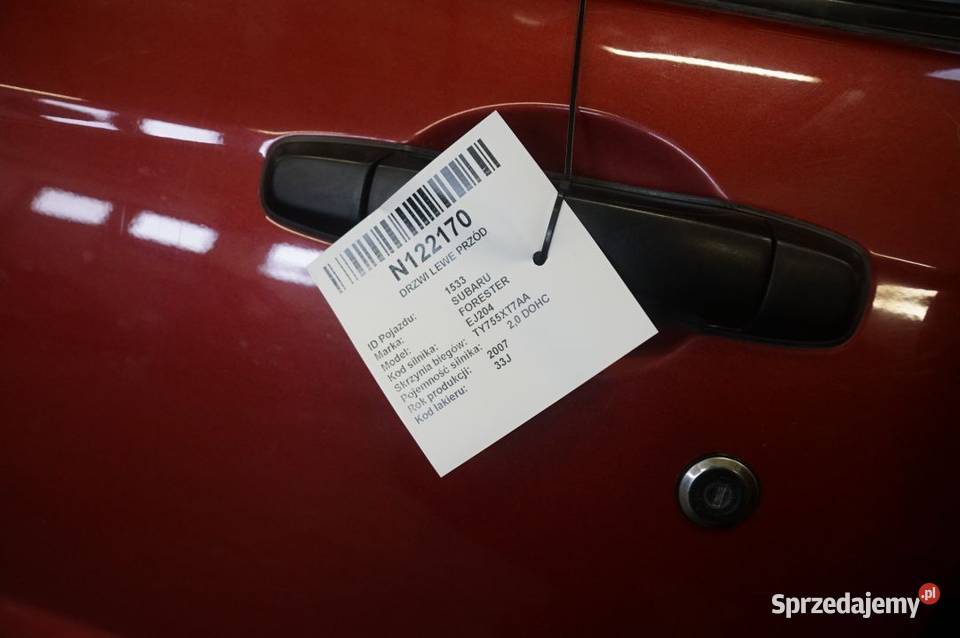 N122170
DRZWI LEWE PRZÓD
ID Pojazdu: 1533
Marka: SUBARU
Model: FORESTER
Kod silnika: EJ204
Skrzynia biegów: TY755XT7AA
Pojemność silnika: 2,0 DOHC
Rok produkcji: 2007
Kod lakieru: 33J
Sprzedajemy.pl